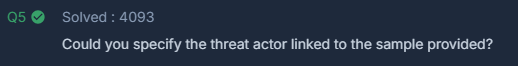 Q5 Solved : 4093
Could you specify the threat actor linked to the sample provided?